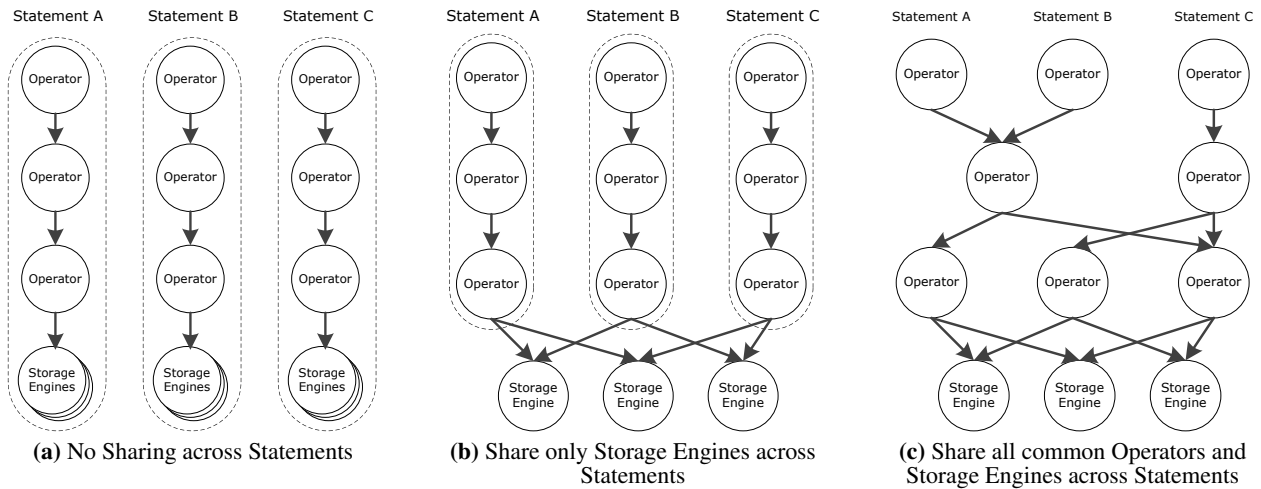 Statement A
Statement B
Statement C
Operator
Operator
Operator
Operator
Operator
Operator
Operator
Operator
Operator
Storage
Engines
Storage
Engines
Storage
Engines
(a) No Sharing across Statements
Statement A
Statement B
Statement C
Operator
Operator
Operator
Operator
Operator
Operator
Operator
Operator
Operator
Storage
Engine
Storage
Engine
Storage
Engine
(b) Share only Storage Engines across
Statements
Statement A
Statement B
Statement C
Operator
Operator
Operator
Operator
Operator
Operator
Operator
Operator
Storage
Engine
Storage
Engine
Storage
Engine
(c) Share all common Operators and
Storage Engines across Statements